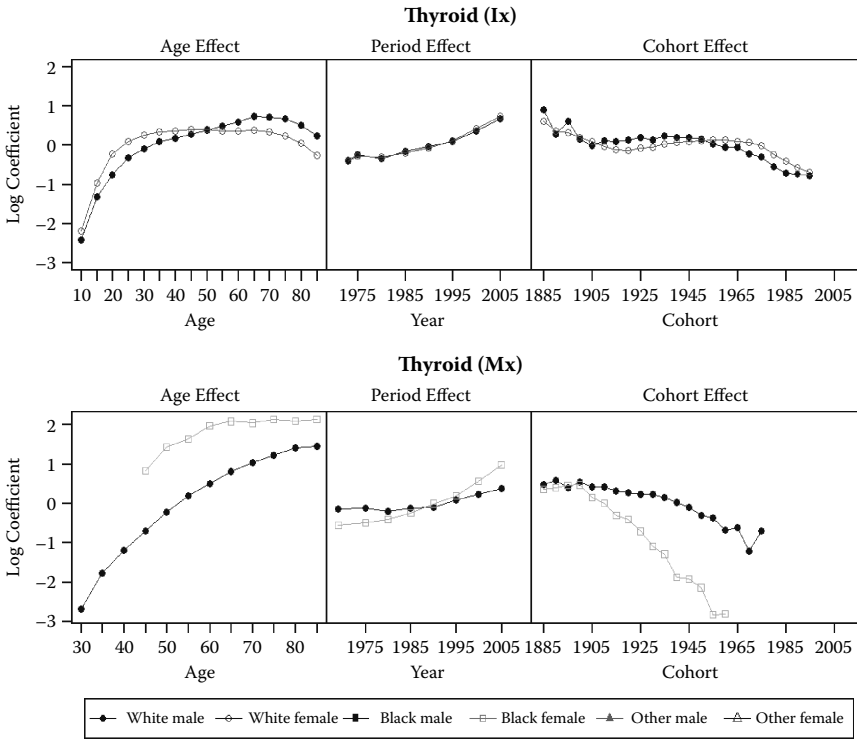 Thyroid (Ix)
Age Effect Period Effect Cohort Effect
Log Coefficient
2
1
0
−1
−2
−3
10 20 30 40 50 60 70 80 1975 1985 1995 2005 1885 1905 1925 1945 1965 1985 2005
Age Year Cohort
Thyroid (Mx)
Age Effect Period Effect Cohort Effect
Log Coefficient
2
1
0
−1
−2
−3
30 40 50 60 70 80 1975 1985 1995 2005 1885 1905 1925 1945 1965 1985 2005
Age Year Cohort
White male White female Black male Black female Other male Other female